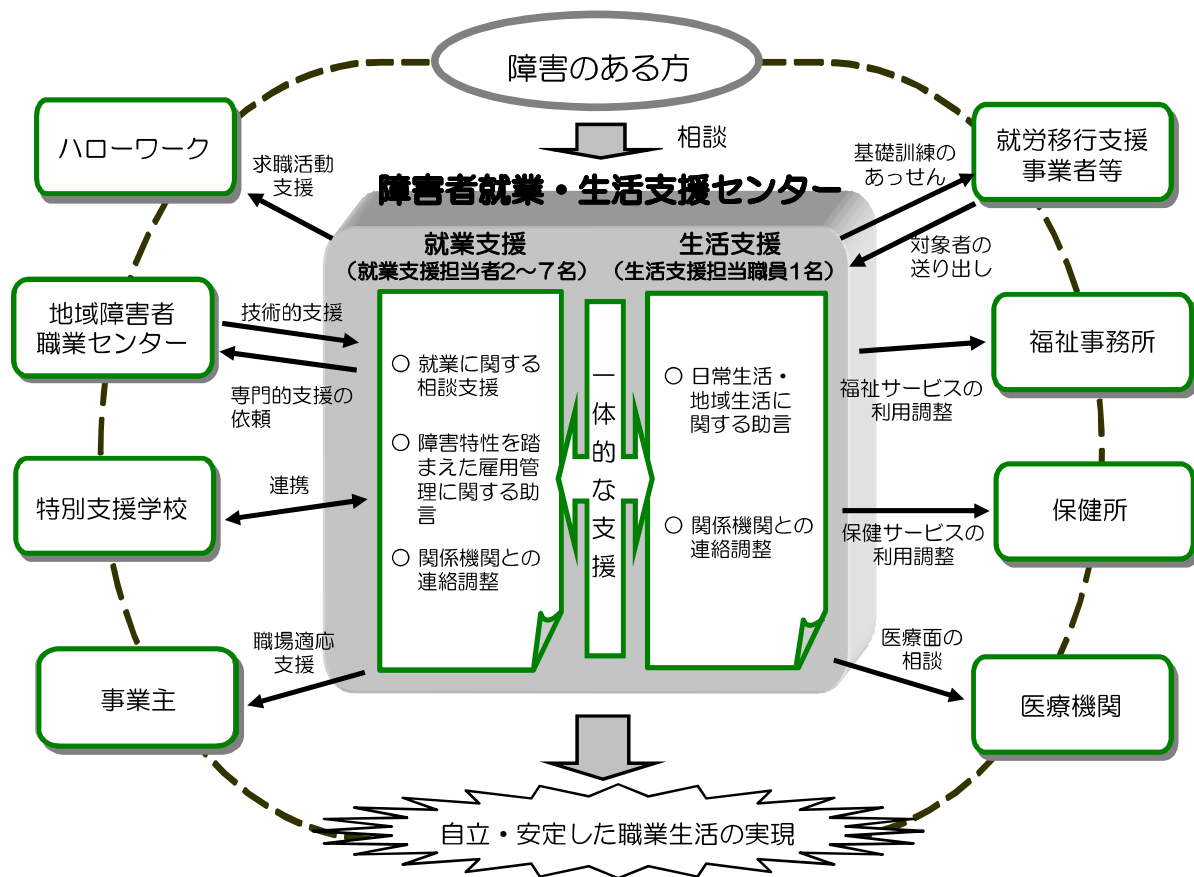 障害のある方
相談
障害者就業・生活支援センター
ハローワーク
求職活動
支援
地域障害者
職業センター
技術的支援
専門的支援の
依頼
特別支援学校
連携
事業主
職場適応
支援
就業支援
（就業支援担当者2～7名）
○ 就業に関する
相談支援
○ 障害特性を踏
まえた雇用管
理に関する助
言
○ 関係機関との
連絡調整
一体的な支援
生活支援
（生活支援担当職員1名）
○ 日常生活・
地域生活に
関する助言
○ 関係機関との
連絡調整
基礎訓練の
あっせん
就労移行支援
事業者等
対象者の
送り出し
福祉事務所
福祉サービスの
利用調整
保健所
保健サービスの
利用調整
医療面の
相談
医療機関
自立・安定した職業生活の実現